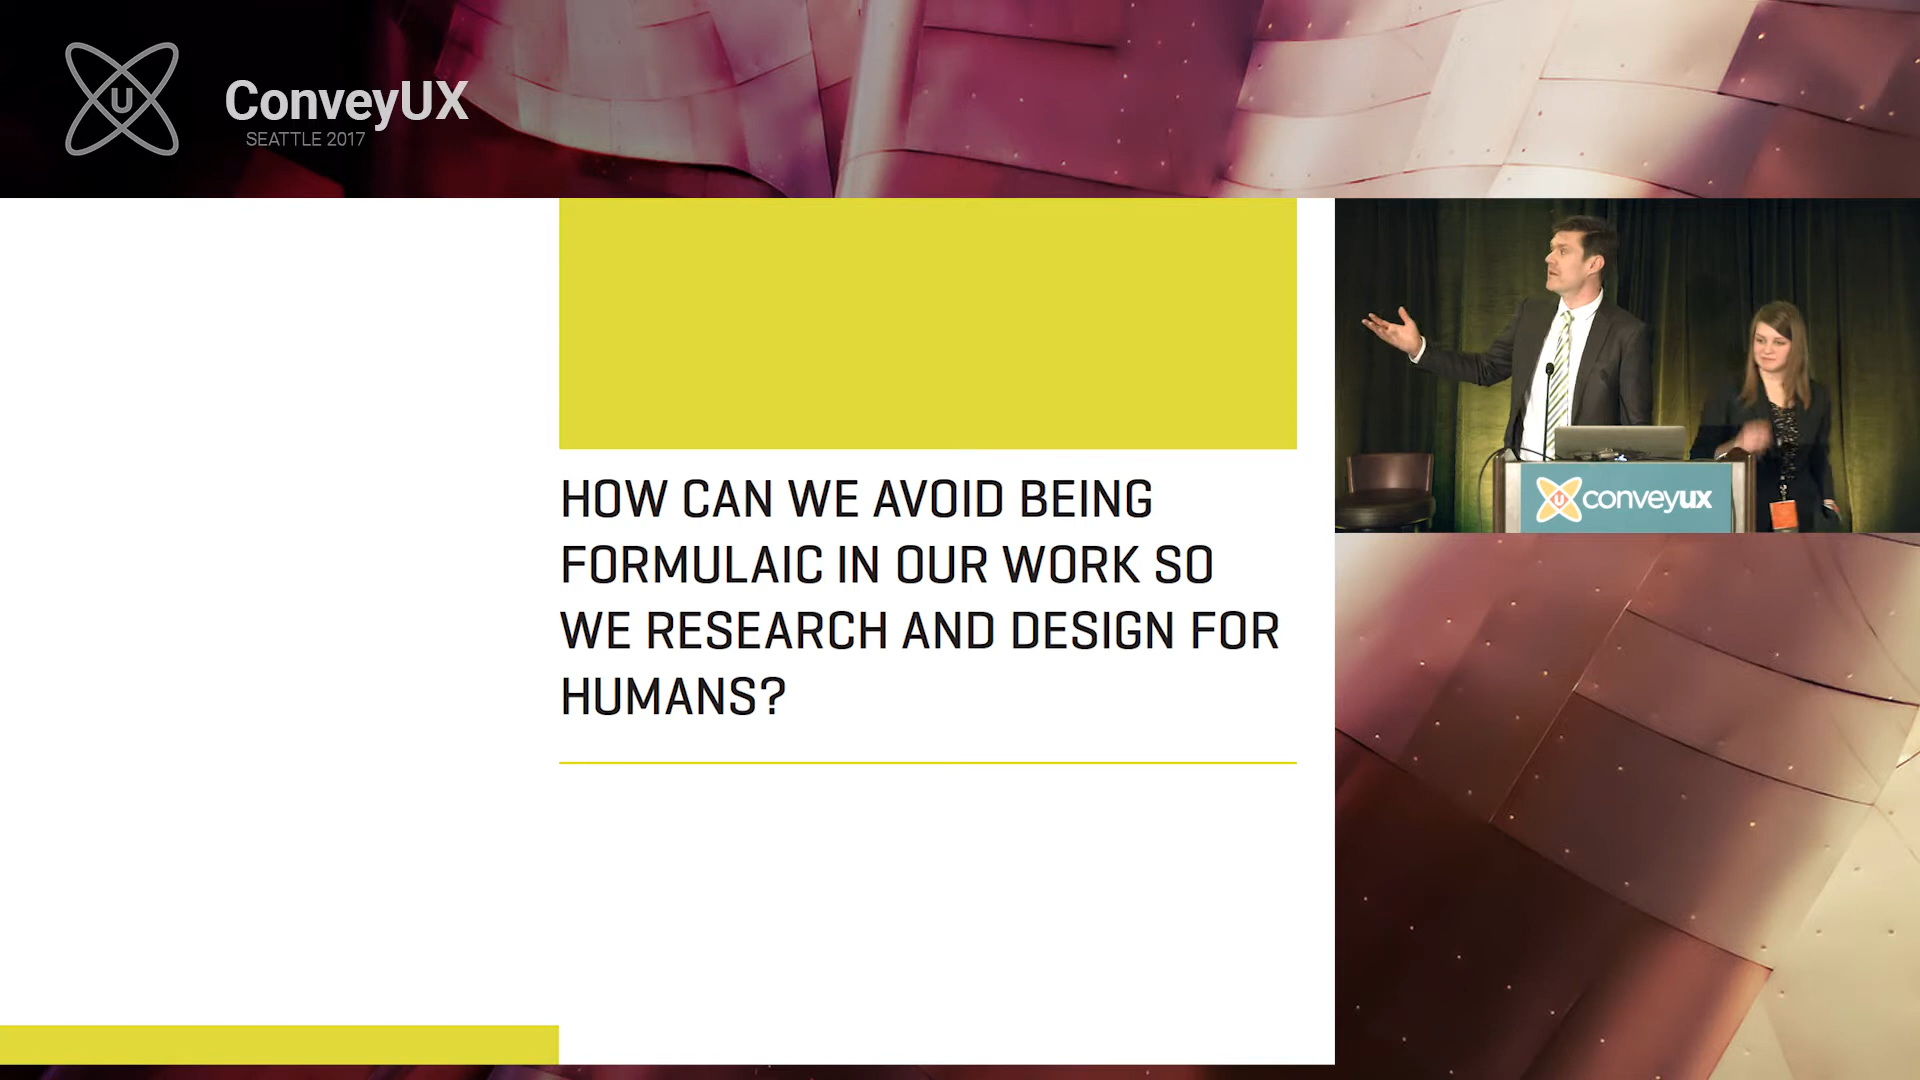 U
ConveyUX
SEATTLE 2017
HOW CAN WE AVOID BEING
FORMULAIC IN OUR WORK SO
WE RESEARCH AND DESIGN FOR
HUMANS?
U conveyux